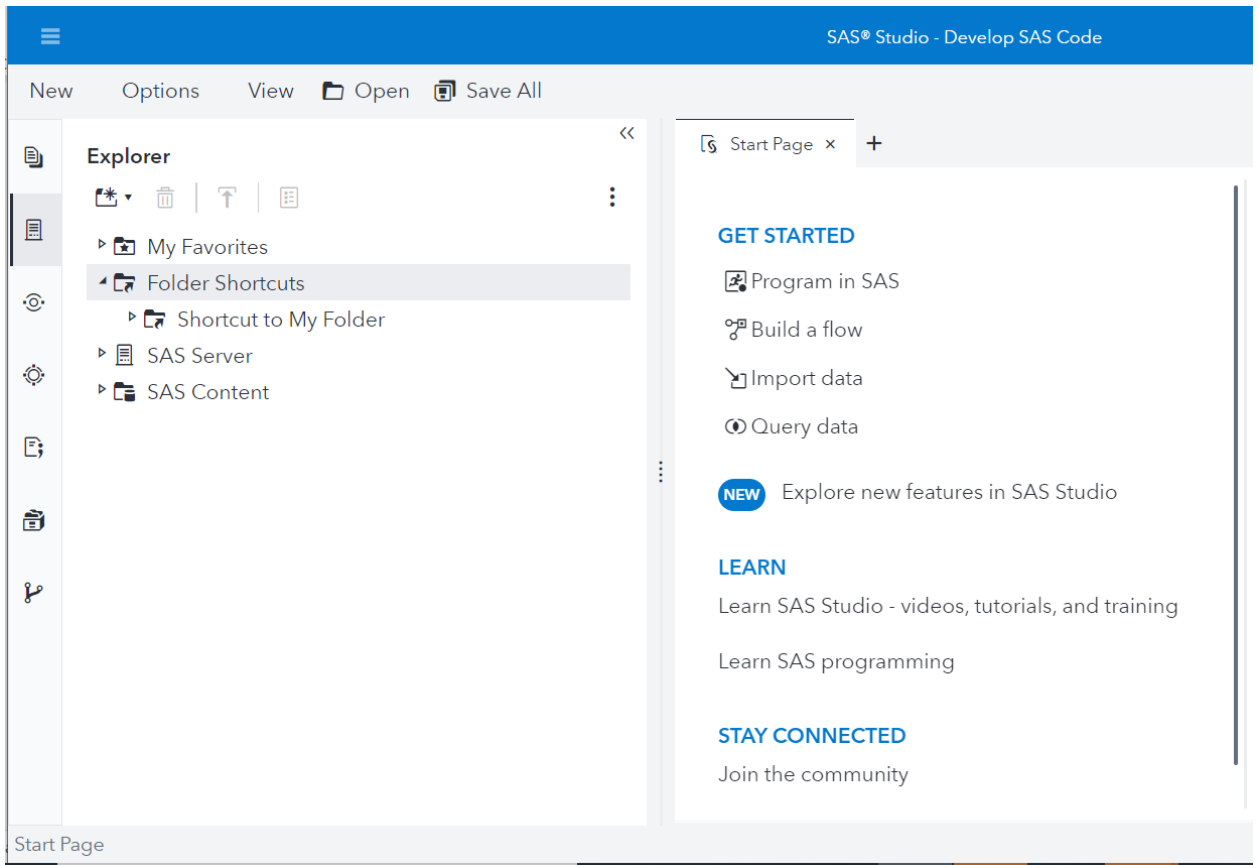 SAS® Studio - Develop SAS Code
New Options View Open Save All
Explorer
My Favorites
Folder Shortcuts
Shortcut to My Folder
SAS Server
SAS Content
Start Page
GET STARTED
Program in SAS
Build a flow
Import data
Query data
NEW Explore new features in SAS Studio
LEARN
Learn SAS Studio - videos, tutorials, and training
Learn SAS programming
STAY CONNECTED
Join the community
Start Page